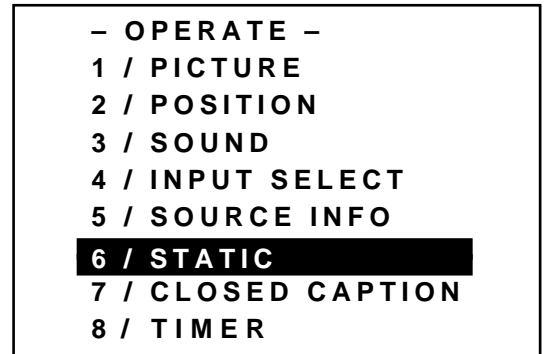 – OPERATE –
1 / PICTURE
2 / POSITION
3 / SOUND
4 / INPUT SELECT
5 / SOURCE INFO
6 / STATIC
7 / CLOSED CAPTION
8 / TIMER